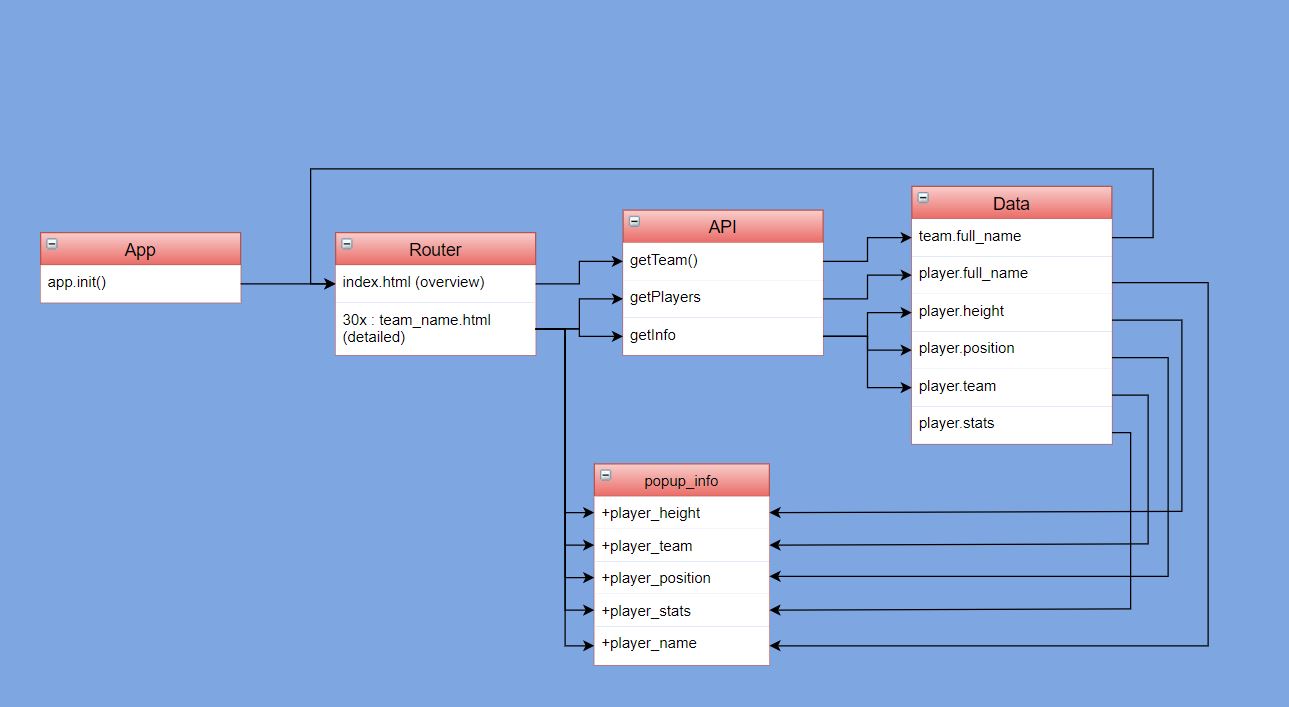 App
app.init()
Router
index.html (overview)
30x : team_name.html
(detailed)
API
getTeam()
getPlayers
getInfo
Data
team.full_name
player.full_name
player.height
player.position
player.team
player.stats
popup_info
+player_height
+player_team
+player_position
+player_stats
+player_name